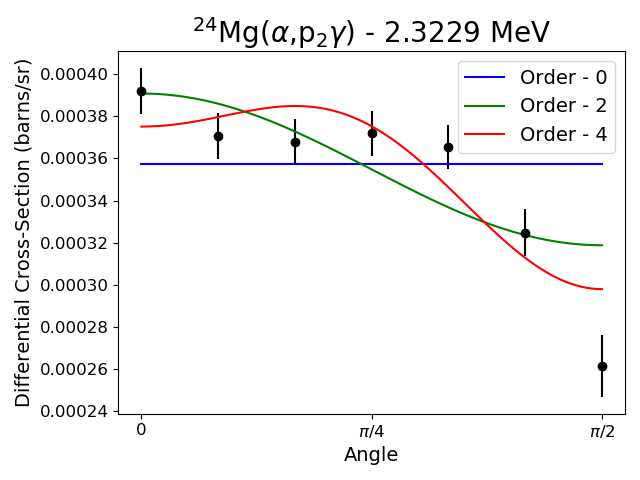 ²⁴Mg(α,p₂γ) - 2.3229 MeV
Differential Cross-Section (barns/sr)
0.00040
0.00038
0.00036
0.00034
0.00032
0.00030
0.00028
0.00026
0.00024
Order - 0
Order - 2
Order - 4
0
π/4
π/2
Angle